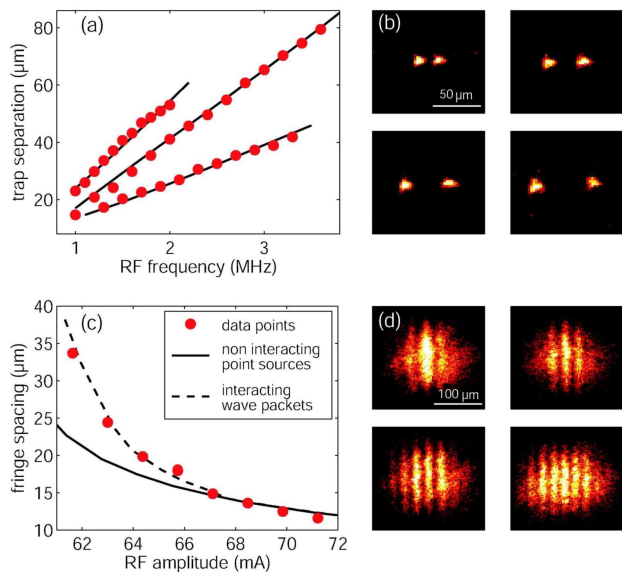 (a)
trap separation (µm)
80
60
40
20
1
2
3
RF frequency (MHz)
(b)
50 µm
(c)
fringe spacing (µm)
40
35
30
25
20
15
10
data points
non interacting
point sources
interacting
wave packets
62
64
66
68
70
72
RF amplitude (mA)
(d)
100 µm